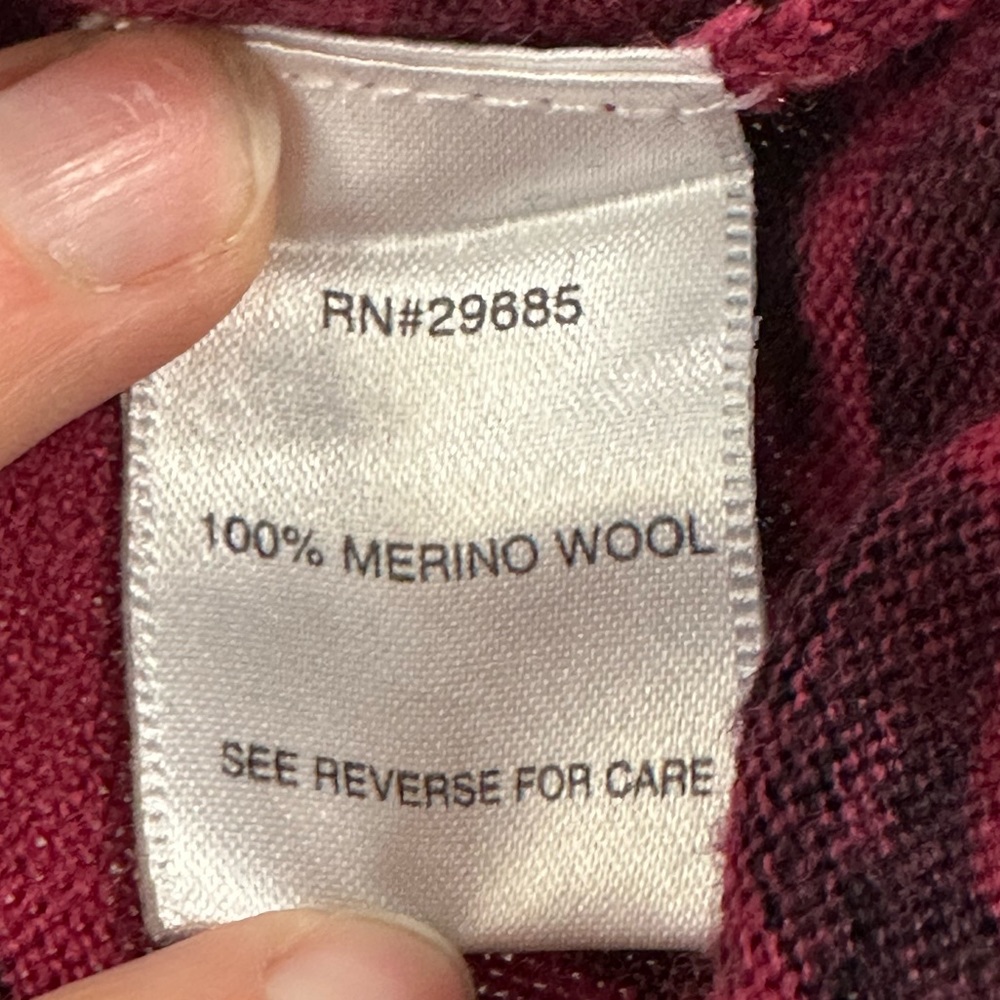 RN#29685
100% MERINO WOOL
SEE REVERSE FOR CARE